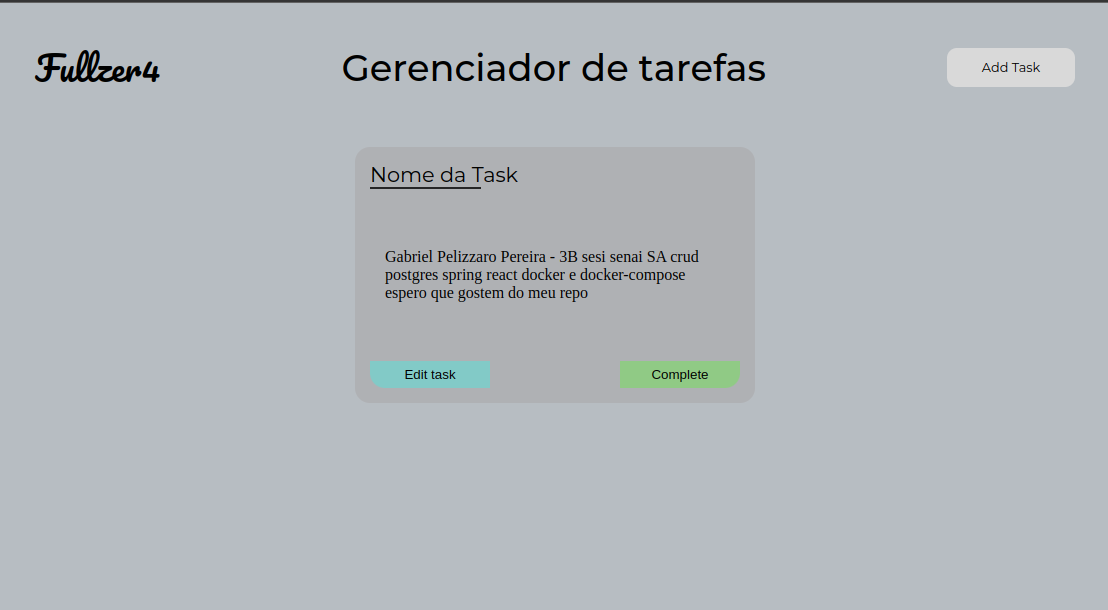 Fullzer4
Gerenciador de tarefas
Add Task
Nome da Task
Gabriel Pelizzaro Pereira - 3B sesi senai SA crud
postgres spring react docker e docker-compose
espero que gostem do meu repo
Edit task
Complete